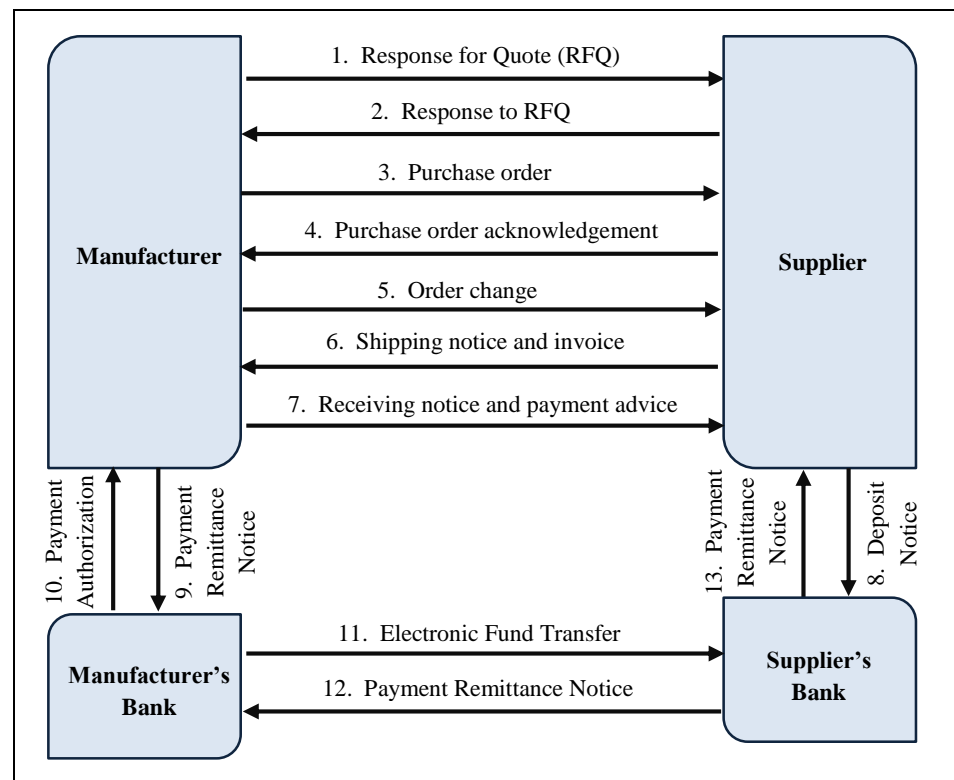 1. Response for Quote (RFQ)
2. Response to RFQ
3. Purchase order
4. Purchase order acknowledgement
Manufacturer
Supplier
5. Order change
6. Shipping notice and invoice
7. Receiving notice and payment advice
10. Payment
Authorization
9. Payment
Remittance
Notice
13. Payment
Remittance
Notice
8. Deposit
Notice
11. Electronic Fund Transfer
Manufacturer’s
Bank
Supplier’s
Bank
12. Payment Remittance Notice